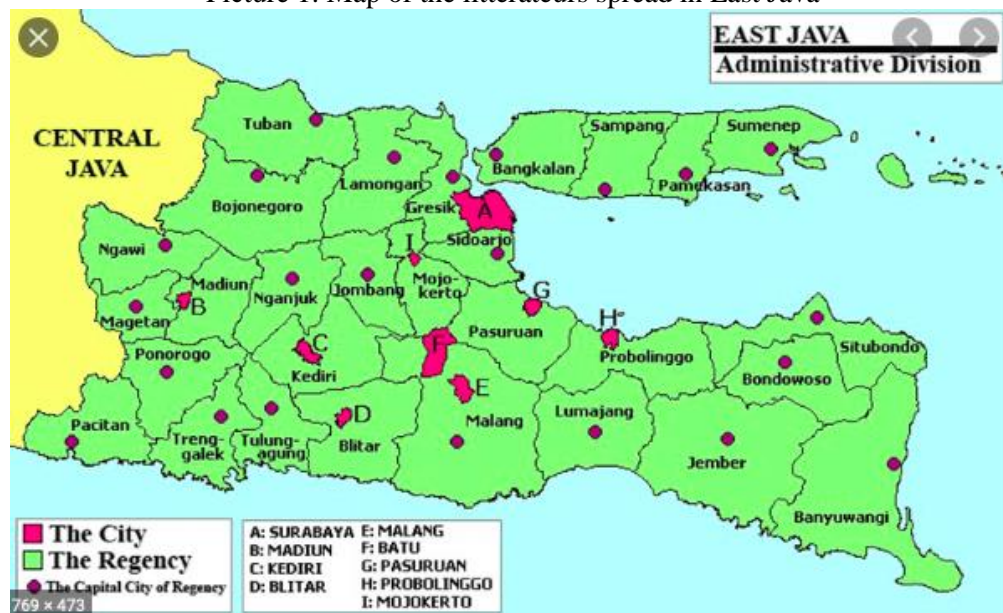 Picture 1. Map of the litterateurs spread in East Java
EAST JAVA
Administrative Division
CENTRAL
JAVA
Tuban
Sampang
Sumenep
Bangkalan
Lamongan
Pamekasan
Bojonegoro
Gresik
A
I
Sidoarjo
Ngawi
Madiun
Nganjuk
Jombang
Mojo-
kerto
G
B
Magetan
Pasuruan
H
Ponorogo
C
F
Probolinggo
Situbondo
Kediri
Bondowoso
E
D
Lumajang
Pacitan
Malang
Treng-
galek
Tulung-
agung
Blitar
Jember
Banyuwangi
The City
The Regency
The Capital City of Regency
A: SURABAYA
B: MADIUN
C: KEDIRI
D: BLITAR
E: MALANG
F: BATU
G: PASURUAN
H: PROBOLINGGO
I: MOJOKERTO
769 × 473